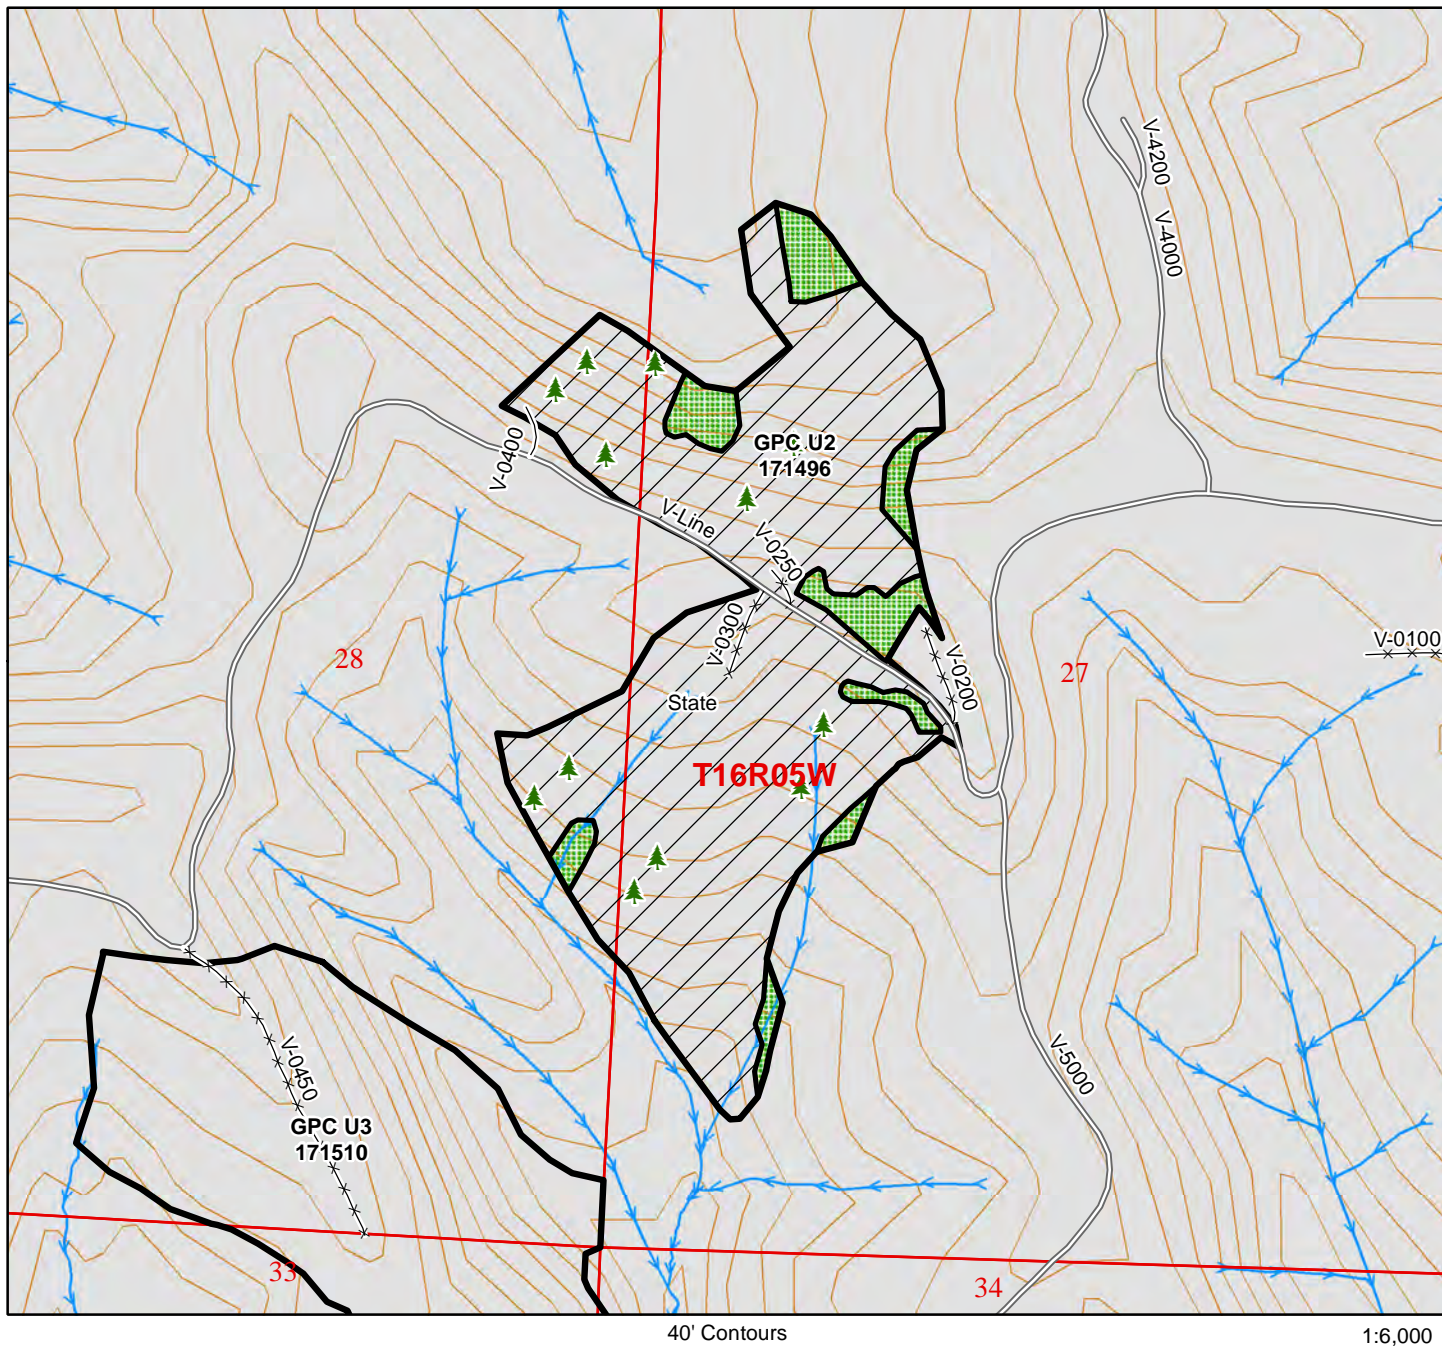 V-4200
V-4000
GPC U2
171496
V-0400
V-Line
V-0250
V-0300
28
V-0100
27
V-0200
State
T16R05W
V-0450
V-5000
GPC U3
171510
33
34
40' Contours
1:6,000